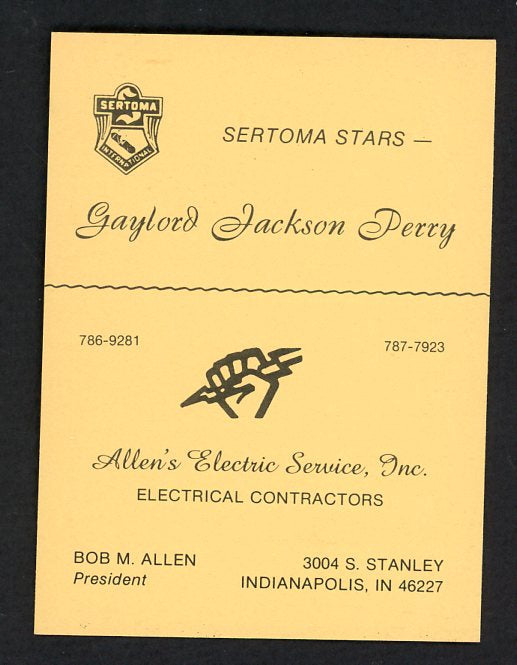 SERTOMA
INTERNATIONAL
SERTOMA STARS —
Gaylord Jackson Perry
786-9281
787-7923
Allen's Electric Service, Inc.
ELECTRICAL CONTRACTORS
BOB M. ALLEN
President
3004 S. STANLEY
INDIANAPOLIS, IN 46227